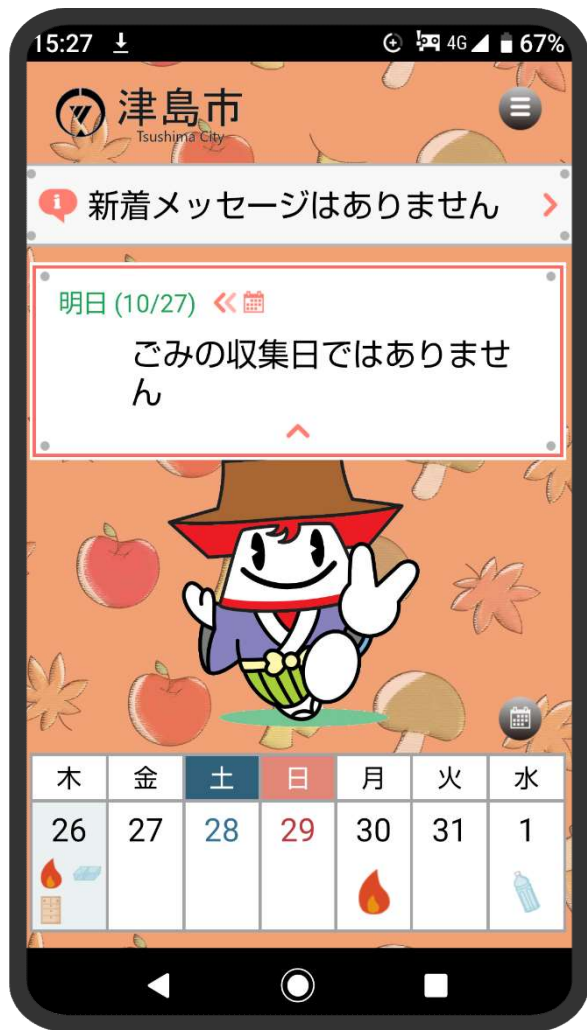 15:27
4G
67%
津島市
Tsushima City
新着メッセージはありません
明日 (10/27)
ごみの収集日ではありませ
ん
木 金 土 日 月 火 水
26 27 28 29 30 31 1